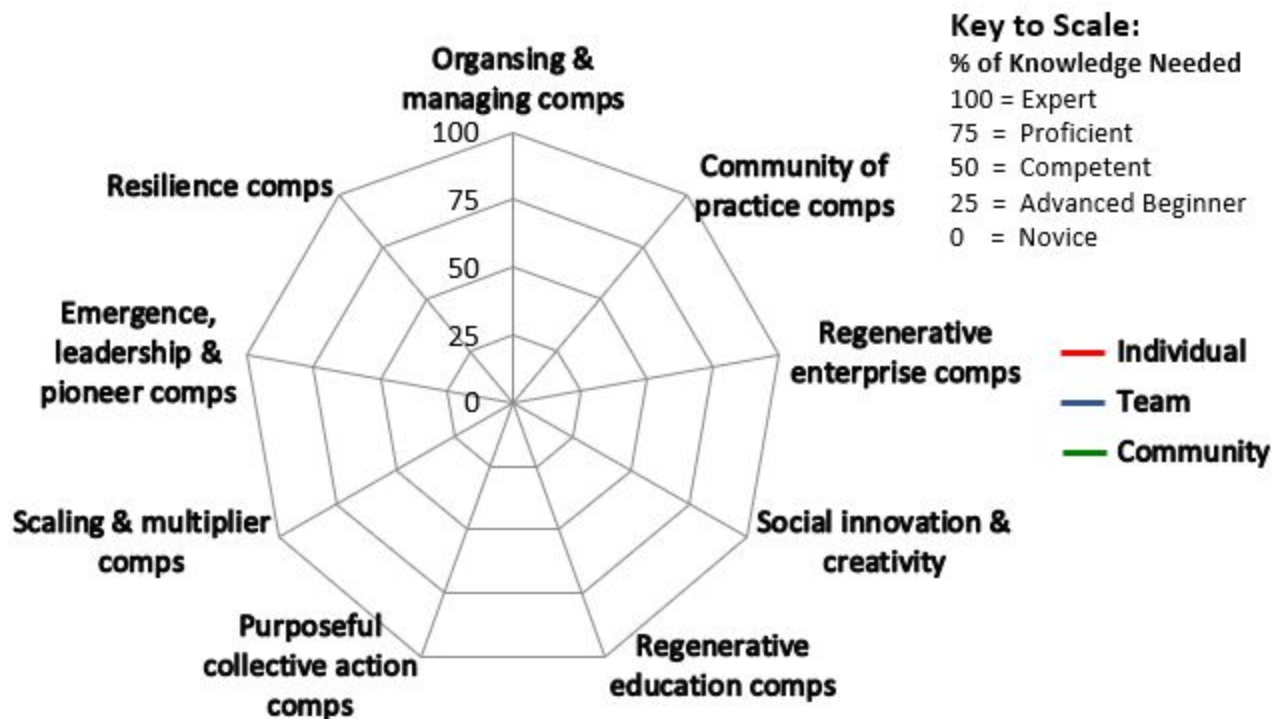 Organsing &
managing comps
100
75
50
25
0
Community of
practice comps
Regenerative
enterprise comps
Social innovation &
creativity
Regenerative
education comps
Purposeful
collective action
comps
Scaling & multiplier
comps
Emergence,
leadership &
pioneer comps
Resilience comps
Key to Scale:
% of Knowledge Needed
100 = Expert
75 = Proficient
50 = Competent
25 = Advanced Beginner
0 = Novice
Individual
Team
Community